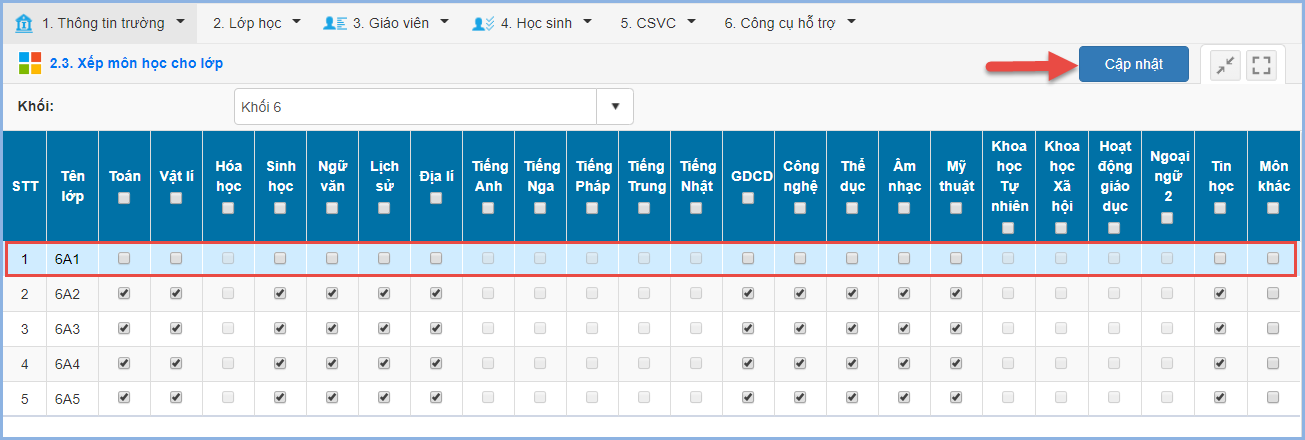 1. Thông tin trường 2. Lớp học 3. Giáo viên 4. Học sinh 5. CSVC 6. Công cụ hỗ trợ
2.3. Xếp môn học cho lớp Cập nhật
Khối: Khối 6
STT Tên lớp Toán Vật lí Hóa học Sinh học Ngữ văn Lịch sử Địa lí Tiếng Anh Tiếng Nga Tiếng Pháp Tiếng Trung Tiếng Nhật GDCD Công nghệ Thể dục Âm nhạc Mỹ thuật Khoa học Tự nhiên Khoa học Xã hội Hoạt động giáo dục Ngoại ngữ 2 Tin học Môn khác
1 6A1
2 6A2
3 6A3
4 6A4
5 6A5